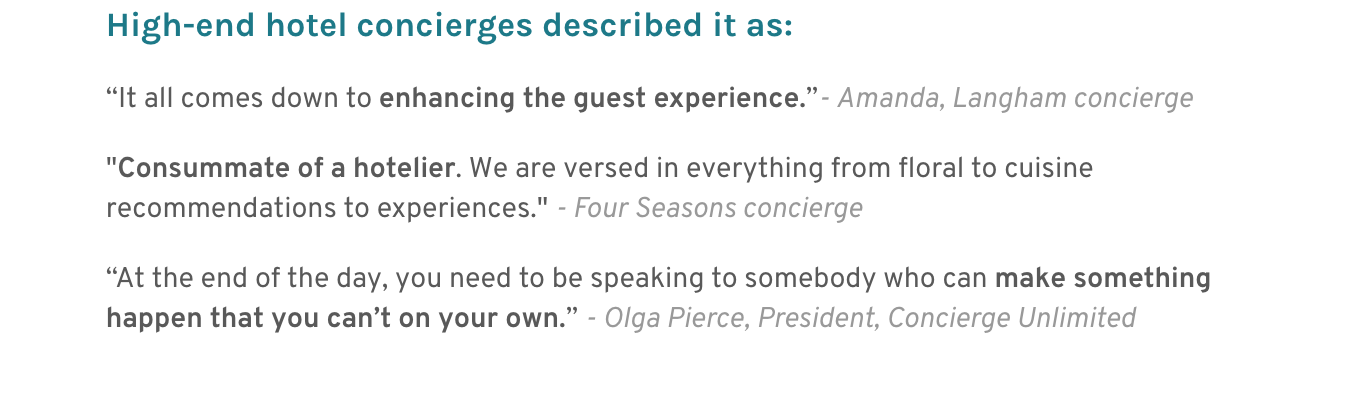 High-end hotel concierges described it as:
“It all comes down to enhancing the guest experience.”- Amanda, Langham concierge
"Consummate of a hotelier. We are versed in everything from floral to cuisine
recommendations to experiences." - Four Seasons concierge
“At the end of the day, you need to be speaking to somebody who can make something
happen that you can’t on your own.” - Olga Pierce, President, Concierge Unlimited